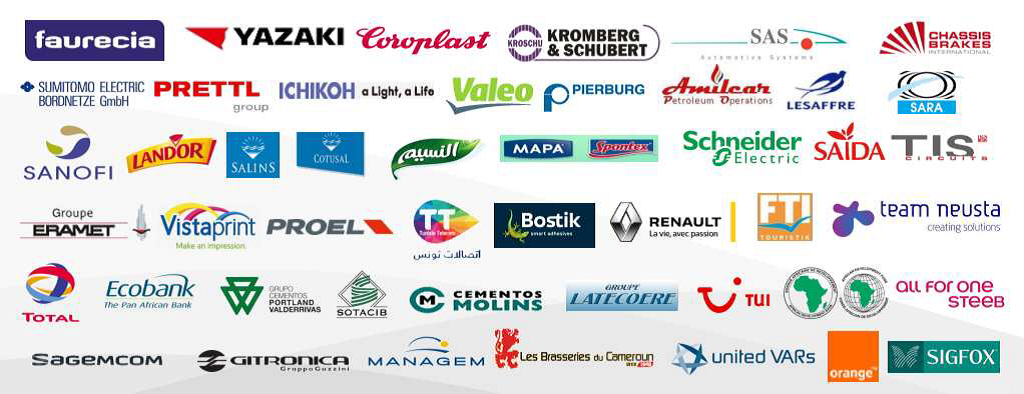 faurecia
YAZAKI
Coroplast
KROSCHU
KROMBERG
& SCHUBERT
SAS
Automotive Systems
CHASSIS
BRAKES
INTERNATIONAL
SUMITOMO ELECTRIC
BORDNETZE GmbH
PRETTL
group
ICHIKOH a Light, a Life
Valeo
PIERBURG
Amilcar
Petroleum Operations
LESAFFRE
SARA
SANOFI
LANDOR
SALINS
COTUSAL
النسيم
MAPA
Spontex
Schneider
Electric
SAIDA
TIS
CIRCUITS
Groupe
ERAMET
Vistaprint
Make an impression.
PROEL
TT
Tunisie Telecom
اتصالات تونس
Bostik
smart adhesives
RENAULT
La vie, avec passion
FTI
TOURISTIK
team neusta
creating solutions
TOTAL
Ecobank
The Pan African Bank
GRUPO
CEMENTOS
PORTLAND
VALDERRIVAS
SOTACIB
CEMENTOS
MOLINS
GROUPE
LATECOERE
TUI
ALL FOR ONE
STEEB
SAGEMCOM
GITRONICA
GruppoGuzzini
MANAGEM
Les Brasseries du Cameroun
united VARs
orange™
SIGFOX